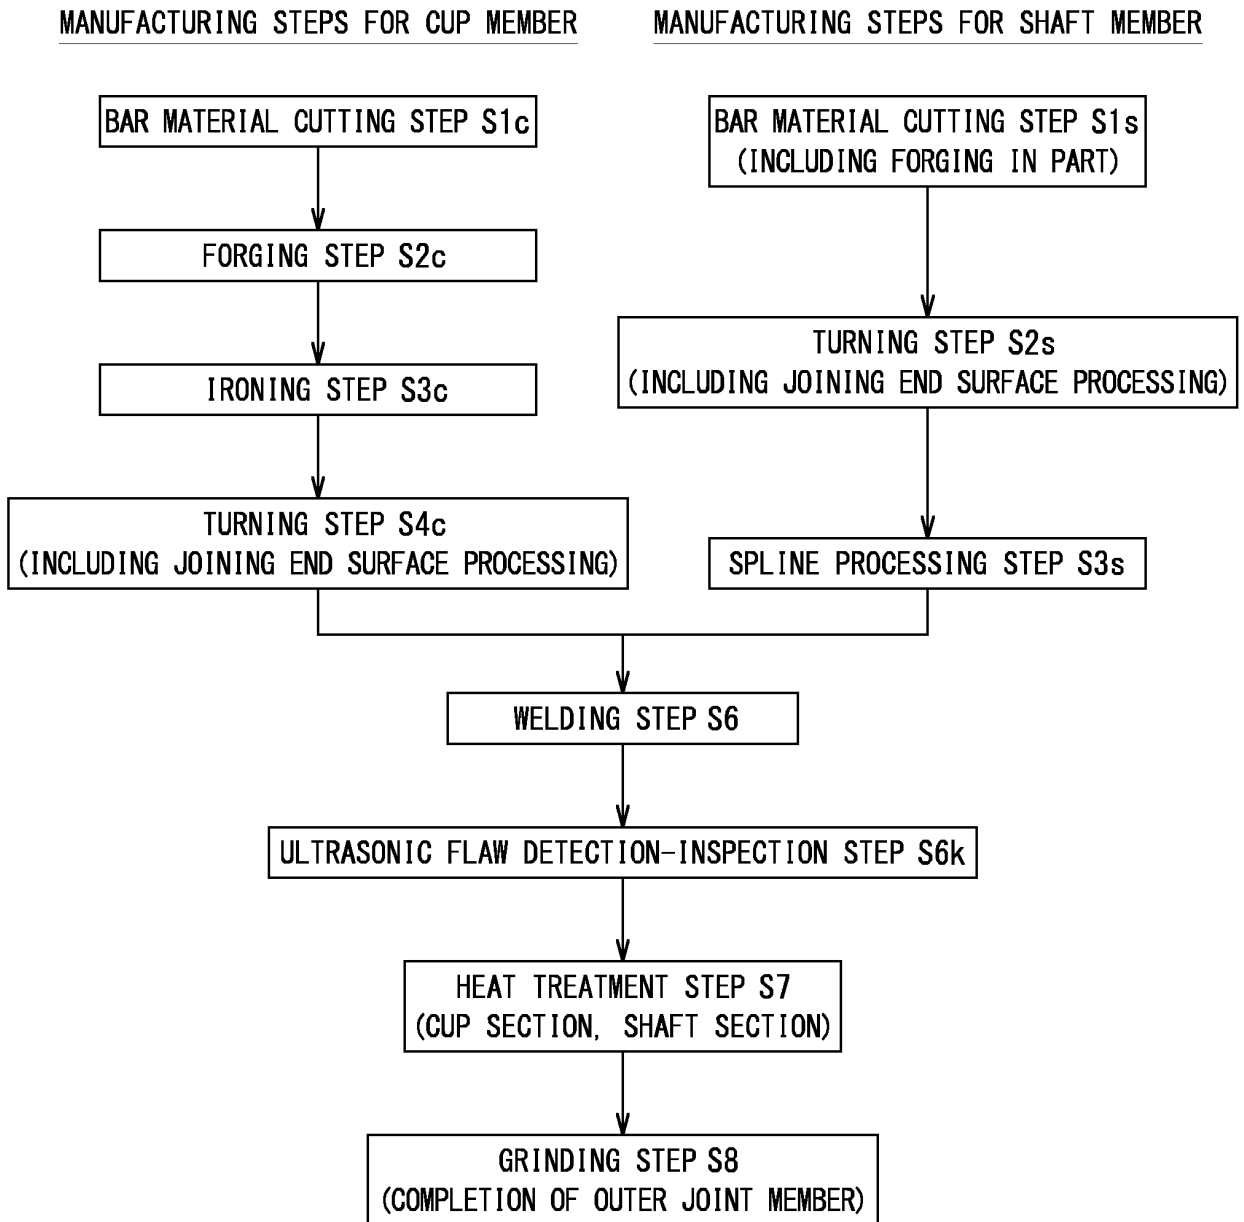 MANUFACTURING STEPS FOR CUP MEMBER
MANUFACTURING STEPS FOR SHAFT MEMBER
BAR MATERIAL CUTTING STEP S1c
FORGING STEP S2c
IRONING STEP S3c
TURNING STEP S4c
(INCLUDING JOINING END SURFACE PROCESSING)
BAR MATERIAL CUTTING STEP S1s
(INCLUDING FORGING IN PART)
TURNING STEP S2s
(INCLUDING JOINING END SURFACE PROCESSING)
SPLINE PROCESSING STEP S3s
WELDING STEP S6
ULTRASONIC FLAW DETECTION-INSPECTION STEP S6k
HEAT TREATMENT STEP S7
(CUP SECTION, SHAFT SECTION)
GRINDING STEP S8
(COMPLETION OF OUTER JOINT MEMBER)